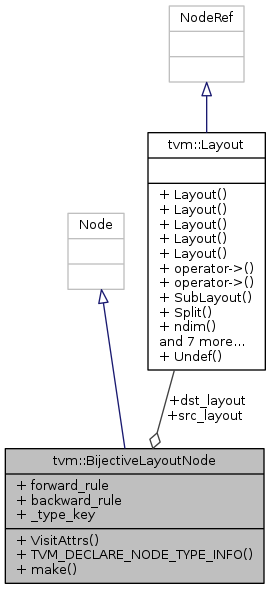 NodeRef
tvm::Layout
+ Layout()
+ Layout()
+ Layout()
+ Layout()
+ Layout()
+ operator->()
+ operator->()
+ SubLayout()
+ Split()
+ ndim()
and 7 more...
+ Undef()
Node
+dst_layout
+src_layout
tvm::BijectiveLayoutNode
+ forward_rule
+ backward_rule
+ _type_key
+ VisitAttrs()
+ TVM_DECLARE_NODE_TYPE_INFO()
+ make()